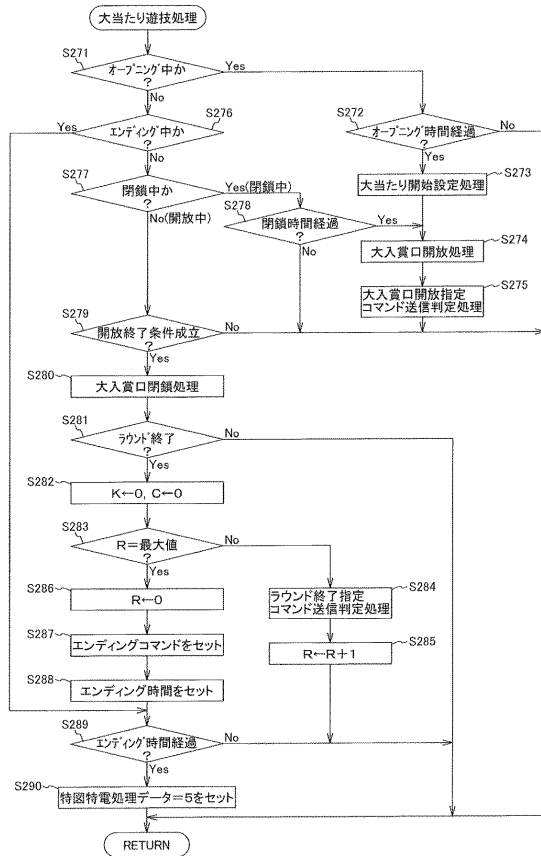 大当たり遊技処理
S271
オープニング中か
?
Yes
No
S276
エンディング中か
?
Yes
No
S272
オープニング時間経過
?
No
Yes
S273
大当たり開始設定処理
S277
閉鎖中か
?
Yes(閉鎖中)
No(開放中)
S278
閉鎖時間経過
?
Yes
No
S274
大入賞口開放処理
S275
大入賞口開放指定
コマンド送信判定処理
S279
開放終了条件成立
?
No
Yes
S280
大入賞口閉鎖処理
S281
ラウンド終了
?
No
Yes
S282
K←0, C←0
S283
R=最大値
?
No
Yes
S284
ラウンド終了指定
コマンド送信判定処理
S285
R←R+1
S286
R←0
S287
エンディングコマンドをセット
S288
エンディング時間をセット
S289
エンディング時間経過
?
No
Yes
S290
特図特電処理データ=5をセット
RETURN